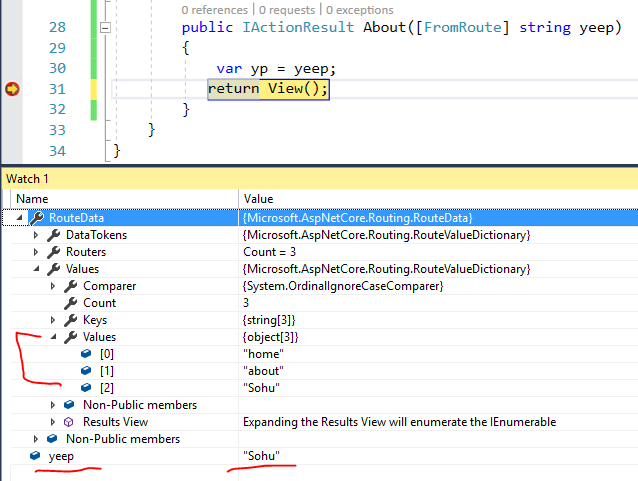 0 references | 0 requests | 0 exceptions
28 public IActionResult About([FromRoute] string yeep)
29 {
30 var yp = yeep;
31 return View();
32 }
33 }
34 }
Watch 1
Name Value
RouteData {Microsoft.AspNetCore.Routing.RouteData}
DataTokens {Microsoft.AspNetCore.Routing.RouteValueDictionary}
Routers Count = 3
Values {Microsoft.AspNetCore.Routing.RouteValueDictionary}
Comparer {System.OrdinalIgnoreCaseComparer}
Count 3
Keys {string[3]}
Values {object[3]}
[0] "home"
[1] "about"
[2] "Sohu"
Non-Public members
Results View Expanding the Results View will enumerate the IEnumerable
Non-Public members
yeep "Sohu"